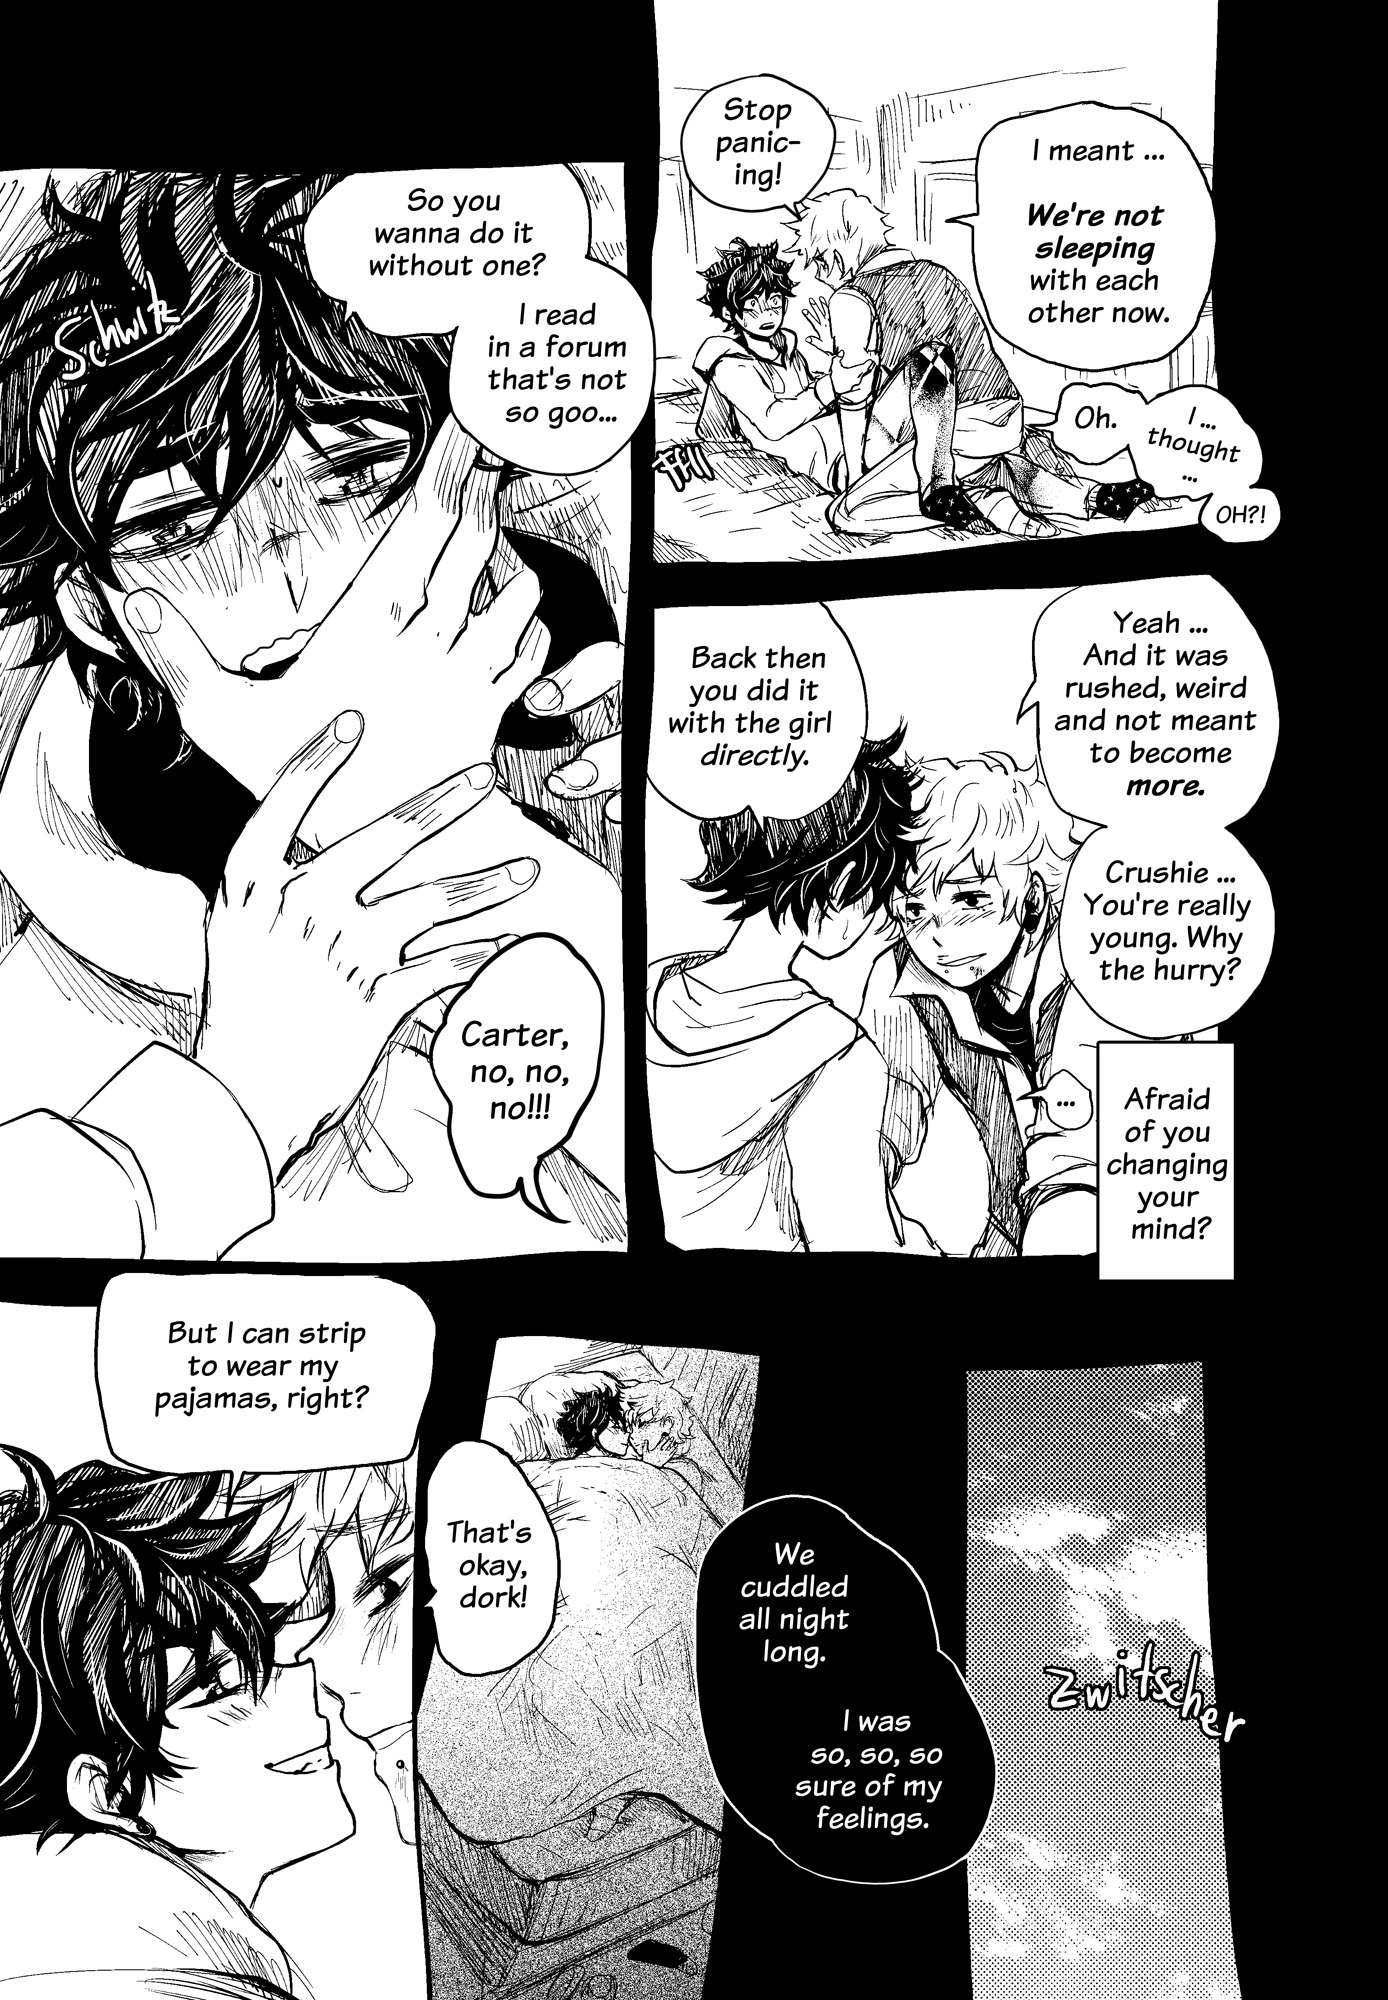 So you
wanna do it
without one?
I read
in a forum
that's not
so goo...
Schwitz
Carter,
no, no,
no!!!
Stop
panic-
ing!
I meant ...
We're not
sleeping
with each
other now.
Oh.
I ...
thought
...
OH?!
Back then
you did it
with the girl
directly.
Yeah ...
And it was
rushed, weird
and not meant
to become
more.
Crushie ...
You're really
young. Why
the hurry?
...
Afraid
of you
changing
your
mind?
But I can strip
to wear my
pajamas, right?
That's
okay,
dork!
We
cuddled
all night
long.
I was
so, so, so
sure of my
feelings.
Zwitscher